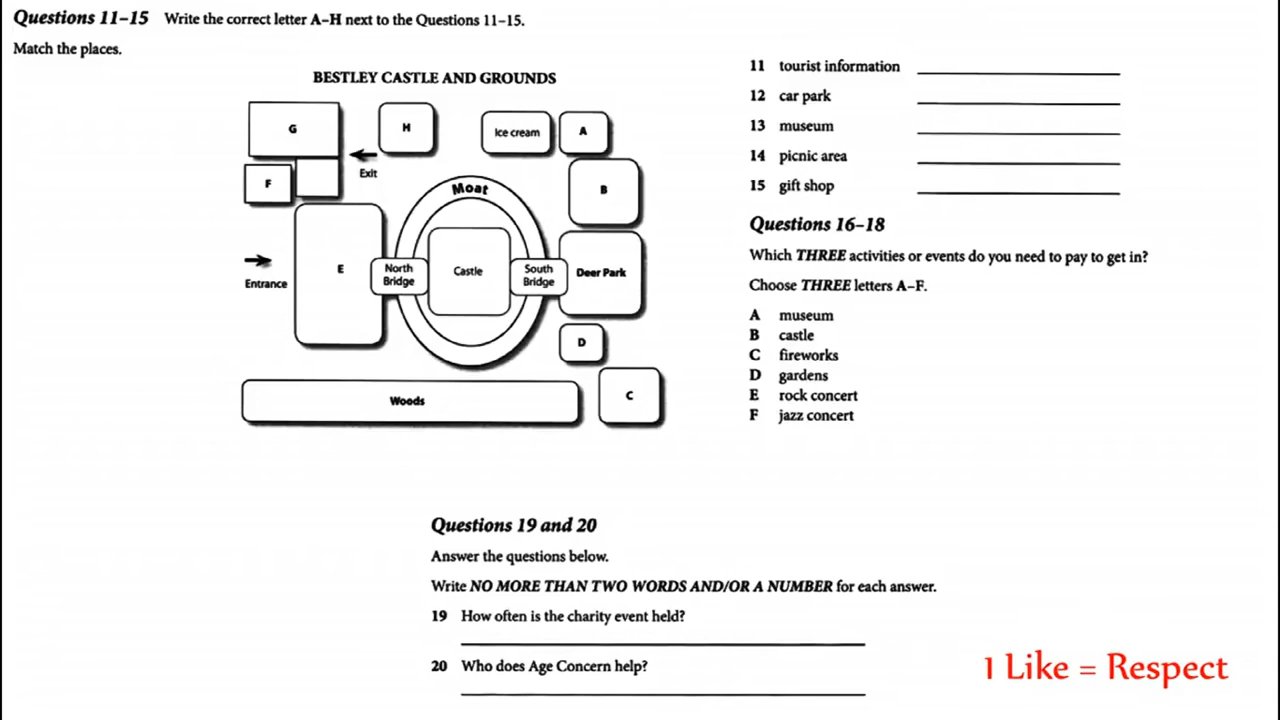 Questions 11–15 Write the correct letter A–H next to the Questions 11–15.
Match the places.
BESTLEY CASTLE AND GROUNDS
G
H
Ice cream
A
Exit
F
Moat
B
E
North
Bridge
Castle
South
Bridge
Deer Park
Entrance
D
C
Woods
11 tourist information
12 car park
13 museum
14 picnic area
15 gift shop
Questions 16–18
Which THREE activities or events do you need to pay to get in?
Choose THREE letters A–F.
A museum
B castle
C fireworks
D gardens
E rock concert
F jazz concert
Questions 19 and 20
Answer the questions below.
Write NO MORE THAN TWO WORDS AND/OR A NUMBER for each answer.
19 How often is the charity event held?
20 Who does Age Concern help?
1 Like = Respect